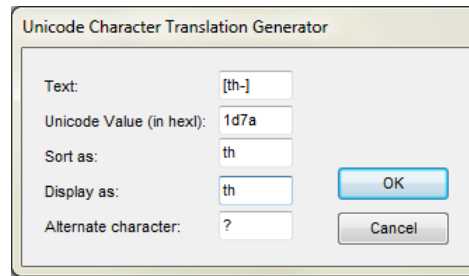 Unicode Character Translation Generator
Text: [th-]
Unicode Value (in hexl): 1d7a
Sort as: th
Display as: th
OK
Alternate character: ?
Cancel